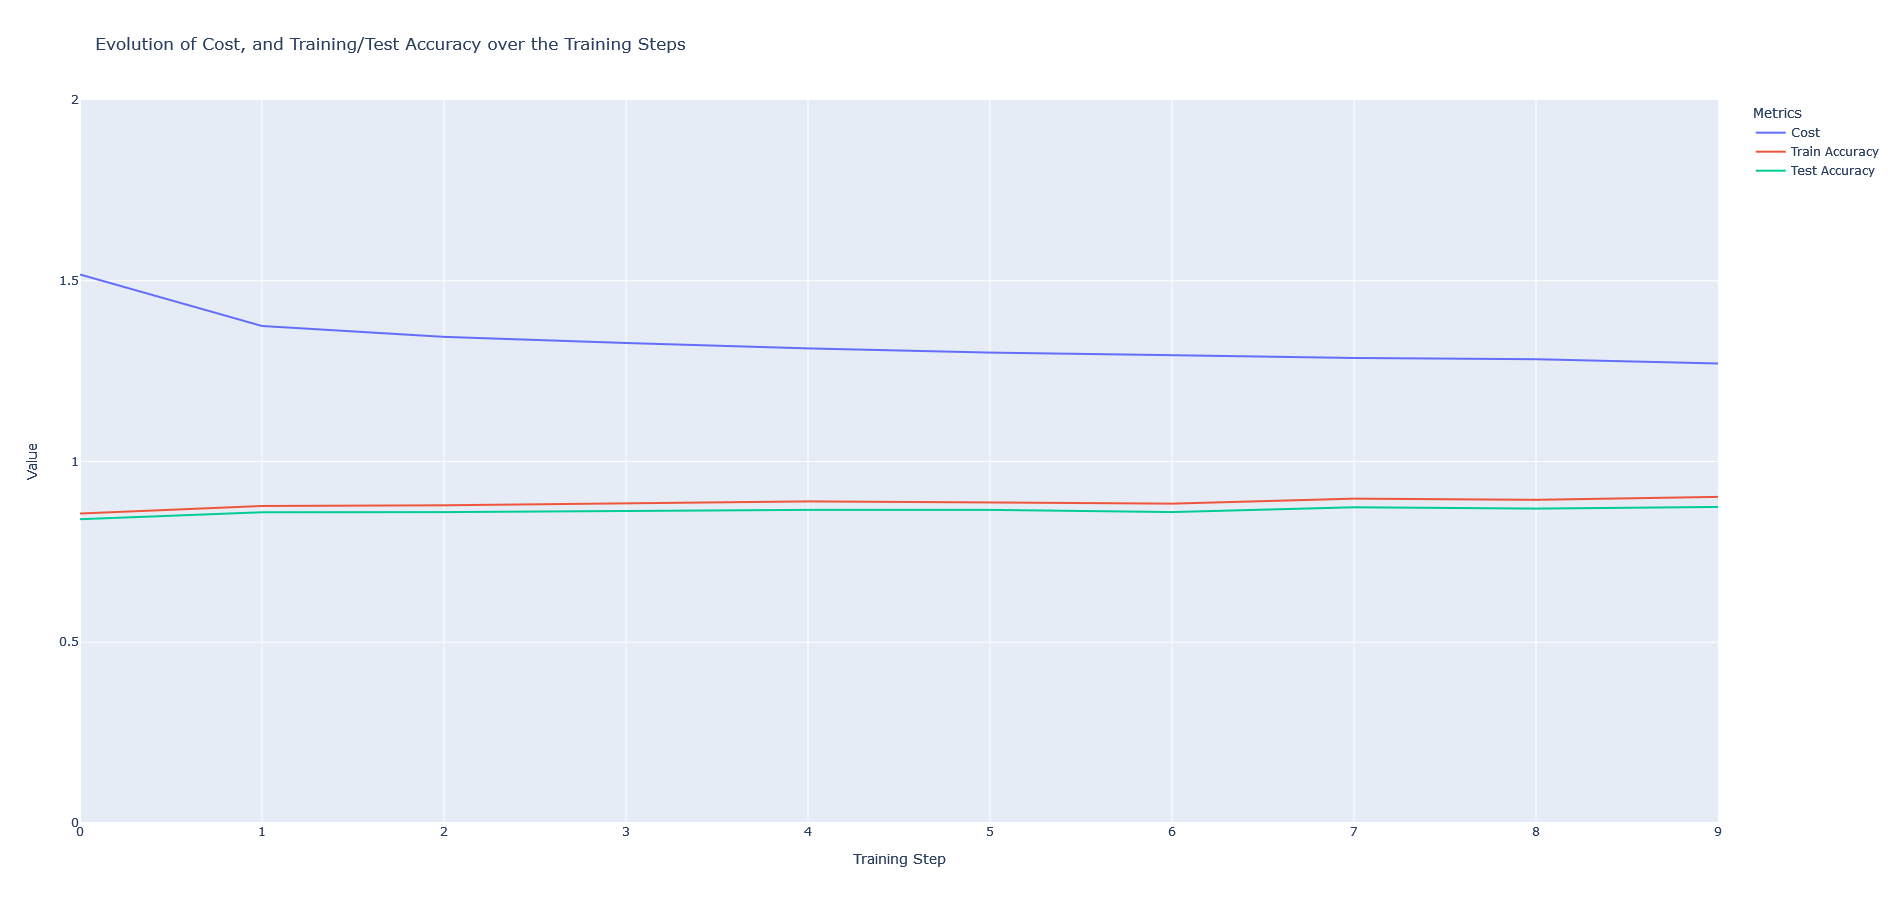 Evolution of Cost, and Training/Test Accuracy over the Training Steps
Metrics
Cost
Train Accuracy
Test Accuracy
2
1.5
1
0.5
0
Value
0 1 2 3 4 5 6 7 8 9
Training Step